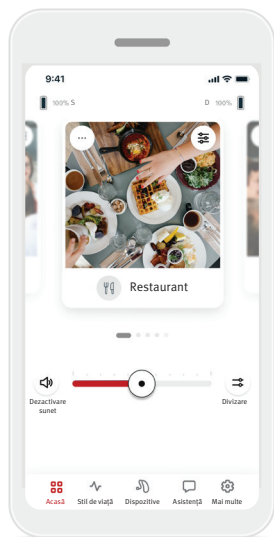 9:41
100% S
D 100%
Restaurant
Dezactivare
sunet
Divizare
Acasă
Stil de viață
Dispozitive
Asistență
Mai multe